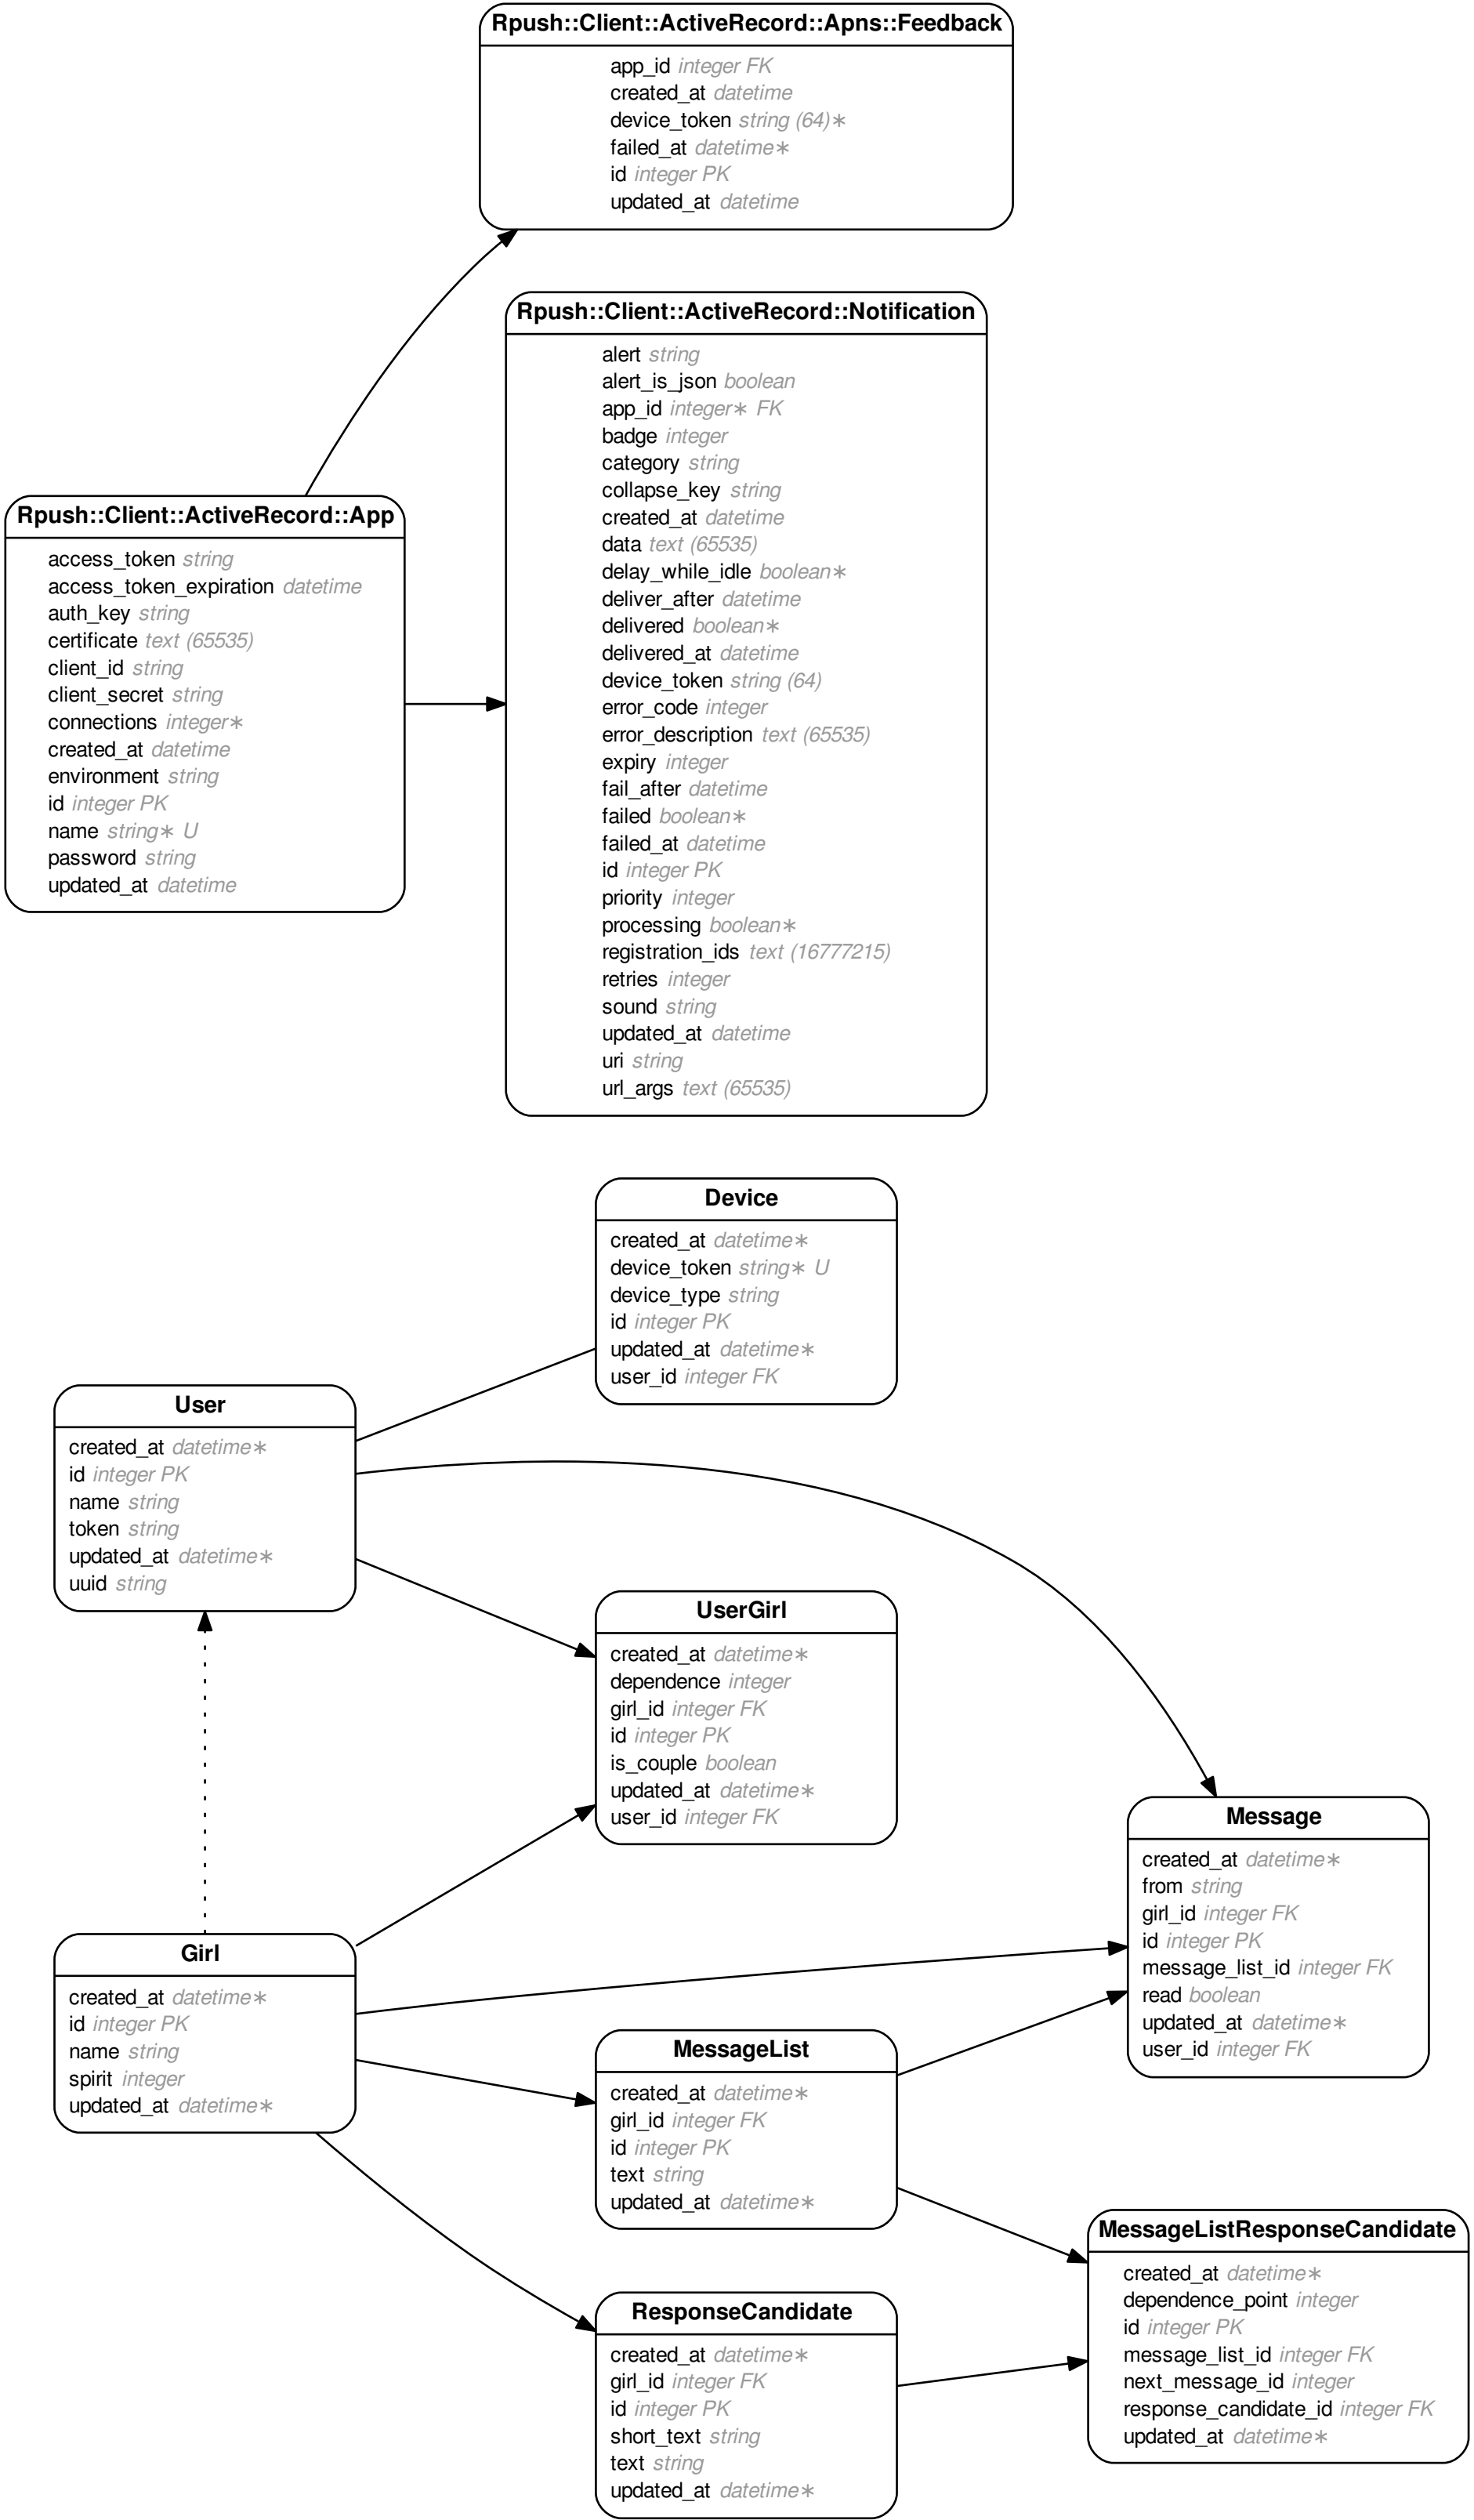 Rpush::Client::ActiveRecord::Apns::Feedback
app_id integer FK
created_at datetime
device_token string (64)∗
failed_at datetime∗
id integer PK
updated_at datetime
Rpush::Client::ActiveRecord::Notification
alert string
alert_is_json boolean
app_id integer∗ FK
badge integer
category string
collapse_key string
created_at datetime
data text (65535)
delay_while_idle boolean∗
deliver_after datetime
delivered boolean∗
delivered_at datetime
device_token string (64)
error_code integer
error_description text (65535)
expiry integer
fail_after datetime
failed boolean∗
failed_at datetime
id integer PK
priority integer
processing boolean∗
registration_ids text (16777215)
retries integer
sound string
updated_at datetime
uri string
url_args text (65535)
Rpush::Client::ActiveRecord::App
access_token string
access_token_expiration datetime
auth_key string
certificate text (65535)
client_id string
client_secret string
connections integer∗
created_at datetime
environment string
id integer PK
name string∗ U
password string
updated_at datetime
Device
created_at datetime∗
device_token string∗ U
device_type string
id integer PK
updated_at datetime∗
user_id integer FK
User
created_at datetime∗
id integer PK
name string
token string
updated_at datetime∗
uuid string
UserGirl
created_at datetime∗
dependence integer
girl_id integer FK
id integer PK
is_couple boolean
updated_at datetime∗
user_id integer FK
Message
created_at datetime∗
from string
girl_id integer FK
id integer PK
message_list_id integer FK
read boolean
updated_at datetime∗
user_id integer FK
Girl
created_at datetime∗
id integer PK
name string
spirit integer
updated_at datetime∗
MessageList
created_at datetime∗
girl_id integer FK
id integer PK
text string
updated_at datetime∗
MessageListResponseCandidate
created_at datetime∗
dependence_point integer
id integer PK
message_list_id integer FK
next_message_id integer
response_candidate_id integer FK
updated_at datetime∗
ResponseCandidate
created_at datetime∗
girl_id integer FK
id integer PK
short_text string
text string
updated_at datetime∗